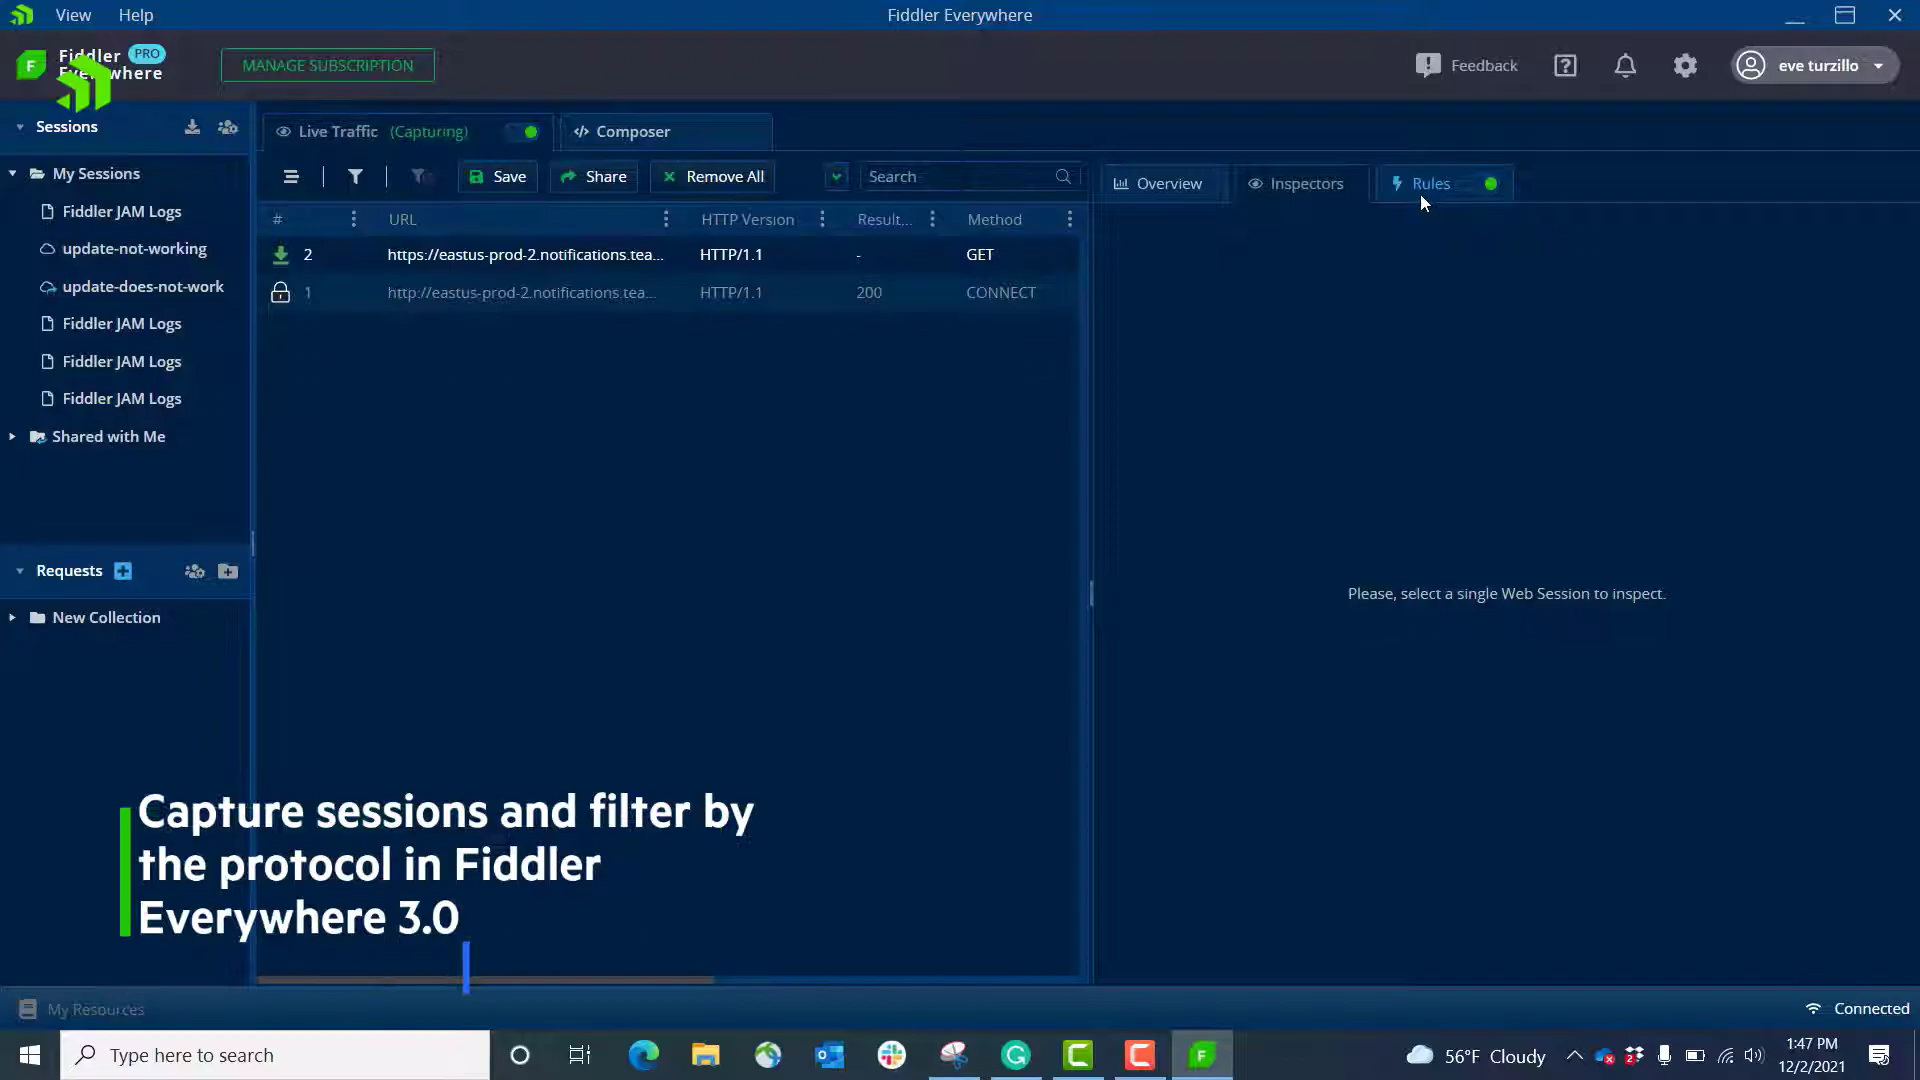 View Help
Fiddler Everywhere
Fiddler PRO
Everywhere
MANAGE SUBSCRIPTION
Feedback
eve turzillo
Sessions
Live Traffic (Capturing)
Composer
My Sessions
Save
Share
Remove All
Search
Overview
Inspectors
Rules
# URL HTTP Version Result... Method
2 https://eastus-prod-2.notifications.tea... HTTP/1.1 - GET
1 http://eastus-prod-2.notifications.tea... HTTP/1.1 200 CONNECT
Fiddler JAM Logs
update-not-working
update-does-not-work
Fiddler JAM Logs
Fiddler JAM Logs
Fiddler JAM Logs
Shared with Me
Requests
New Collection
Please, select a single Web Session to inspect.
Capture sessions and filter by
the protocol in Fiddler
Everywhere 3.0
My Resources
Connected
Type here to search
56°F Cloudy
1:47 PM
12/2/2021